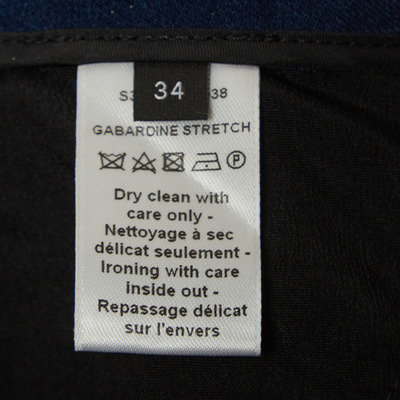 34
38
GABARDINE STRETCH
P
Dry clean with
care only -
Nettoyage à sec
délicat seulement -
Ironing with care
inside out -
Repassage délicat
sur l'envers